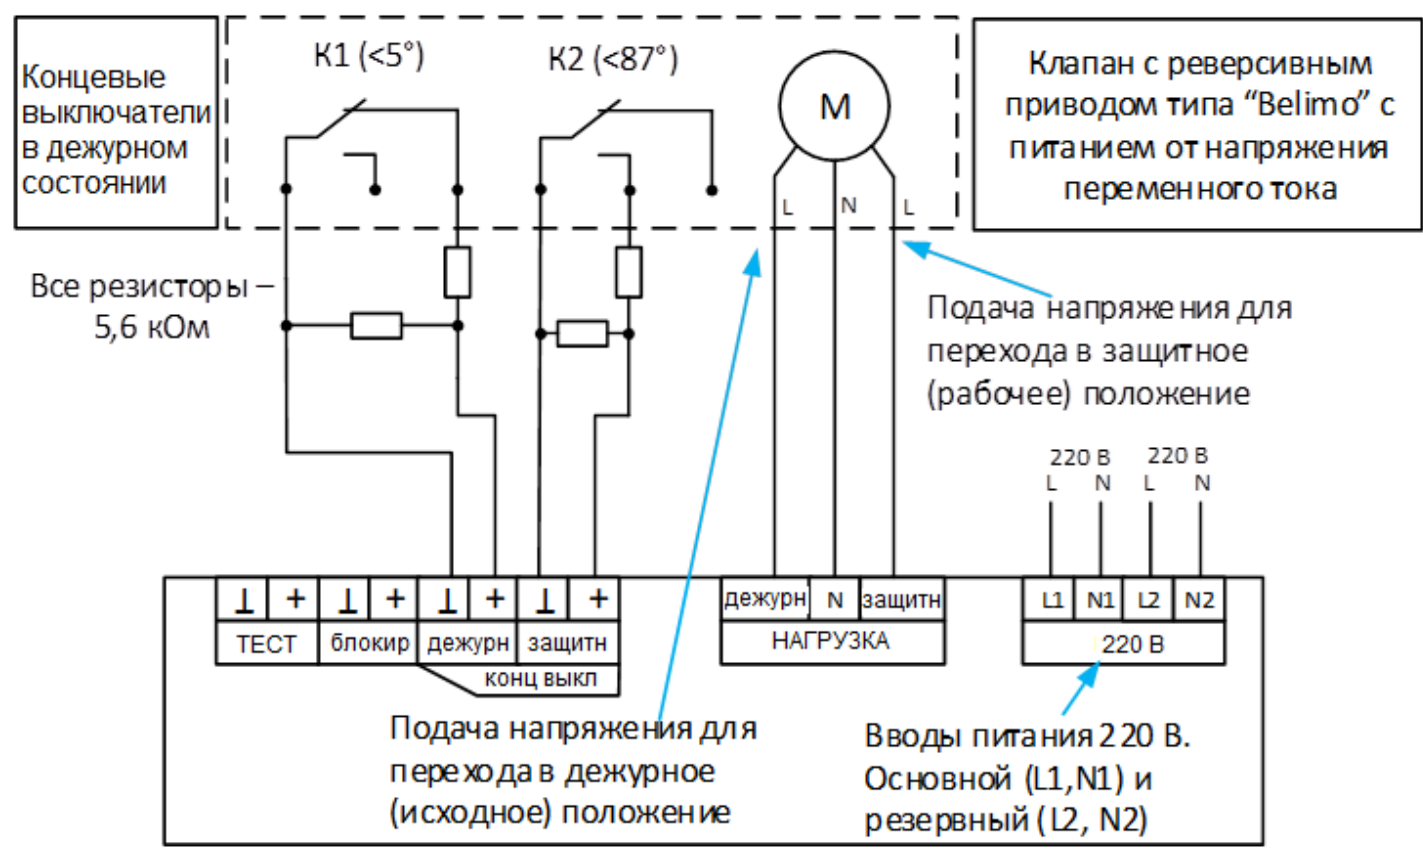 Концевые
выключатели
в дежурном
состоянии
К1 (<5°)
К2 (<87°)
М
L
N
L
Клапан с реверсивным
приводом типа “Belimo” с
питанием от напряжения
переменного тока
Все резисторы –
5,6 кОм
Подача напряжения для
перехода в защитное
(рабочее) положение
220 В
220 В
L
N
L
N
⊥
+
⊥
+
⊥
+
⊥
+
ТЕСТ
блокир
дежурн
защитн
конц выкл
дежурн
N
защитн
НАГРУЗКА
L1
N1
L2
N2
220 В
Подача напряжения для
перехода в дежурное
(исходное) положение
Вводы питания 220 В.
Основной (L1,N1) и
резервный (L2, N2)